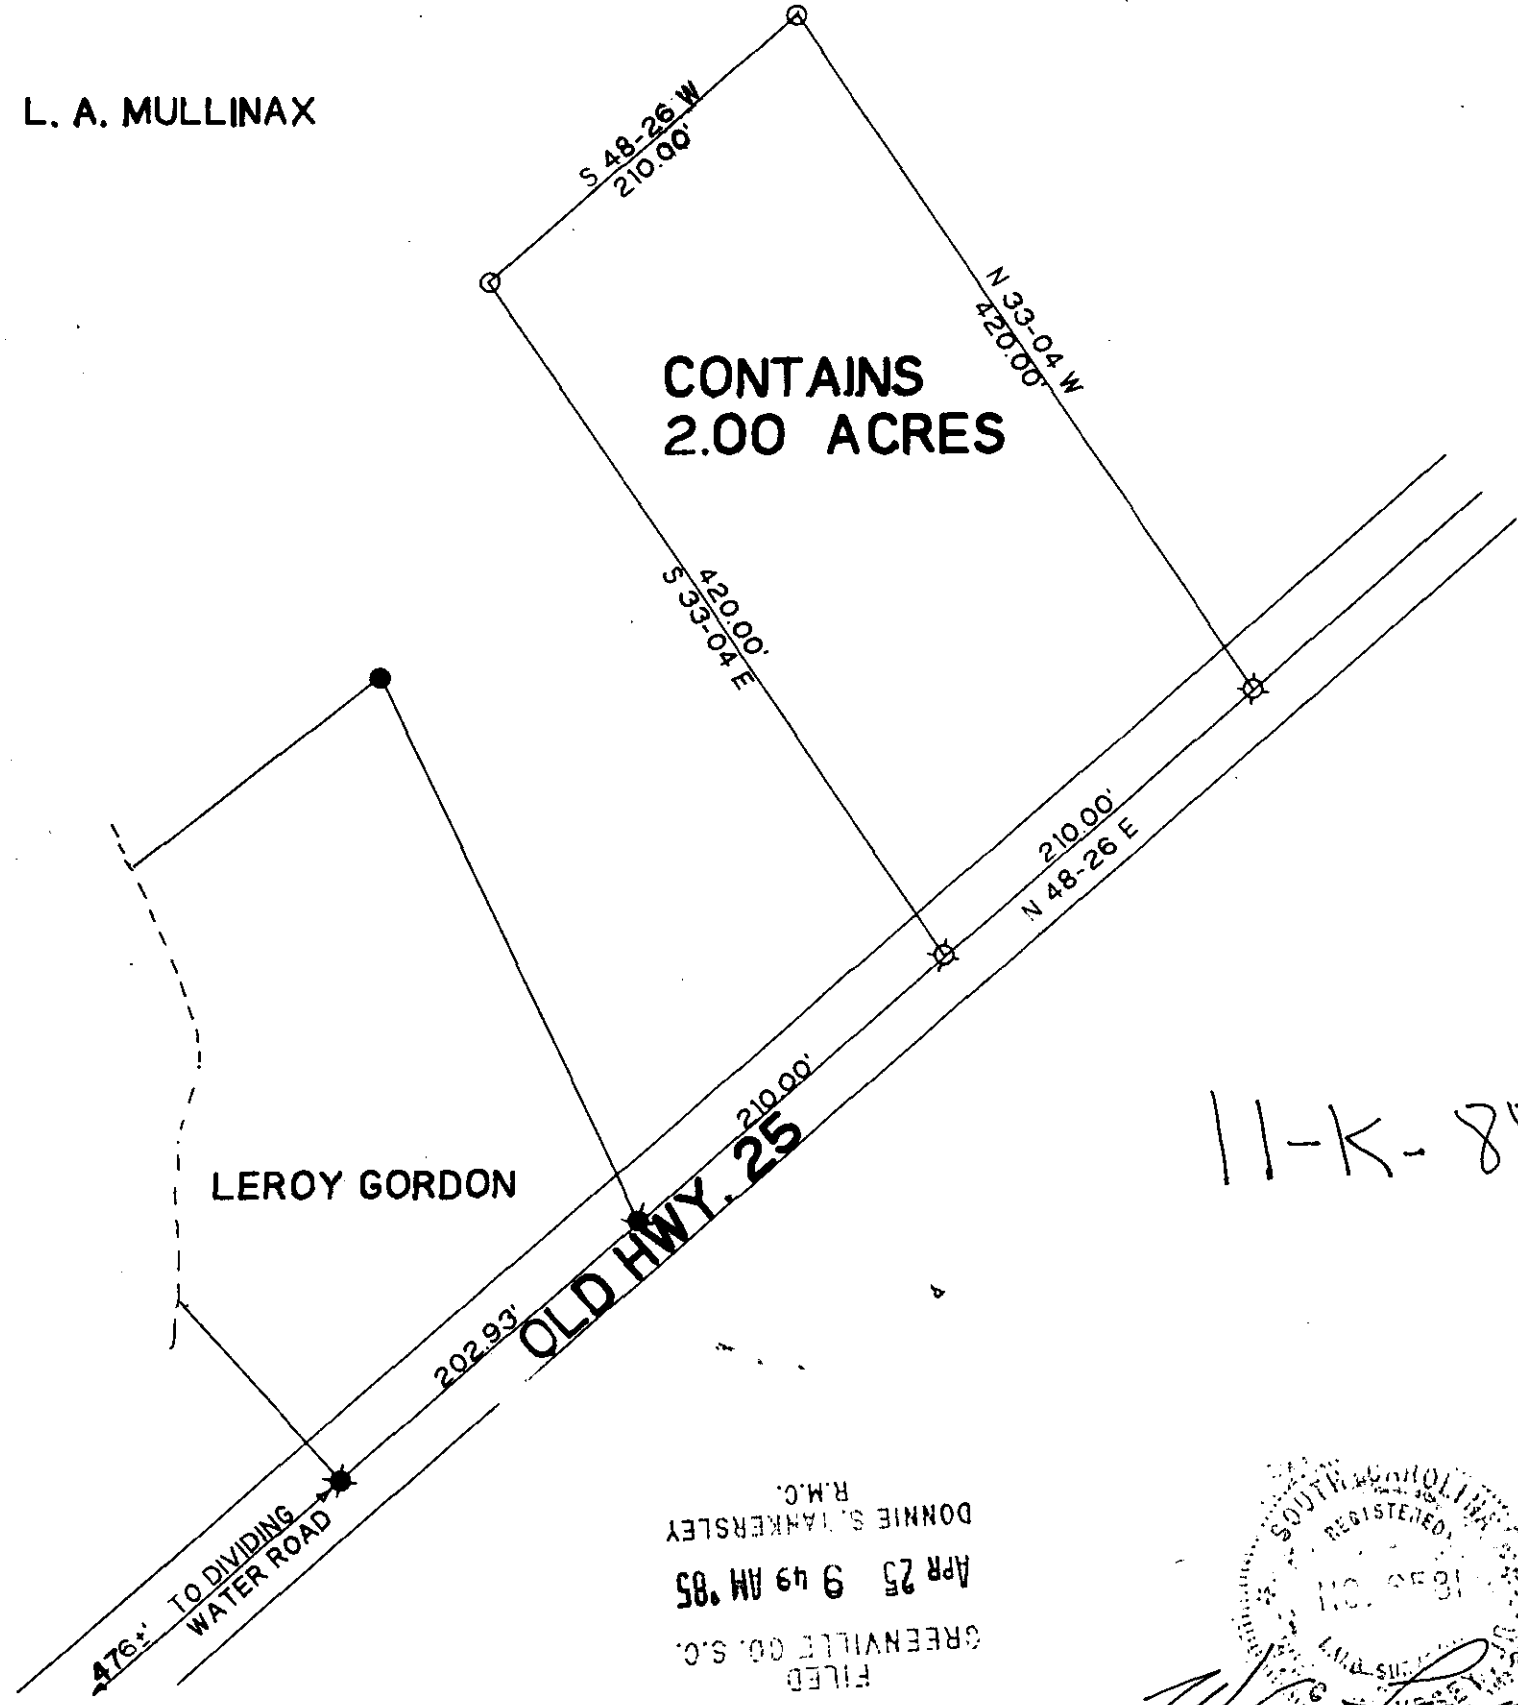 L. A. MULLINAX
S 48-26 W
210.00'
N 33-04 W
420.00'
CONTAINS
2.00 ACRES
420.00'
S 33-04 E
210.00'
N 48-26 E
210.00'
LEROY GORDON
OLD HWY. 25
202.93'
11-K-8
476±' TO DIVIDING
WATER ROAD
FILED
GREENVILLE CO. S.C.
APR 25 9 49 AM '85
DONNIE S. TANKERSLEY
R.M.C.
SOUTH CAROLINA
REGISTERED